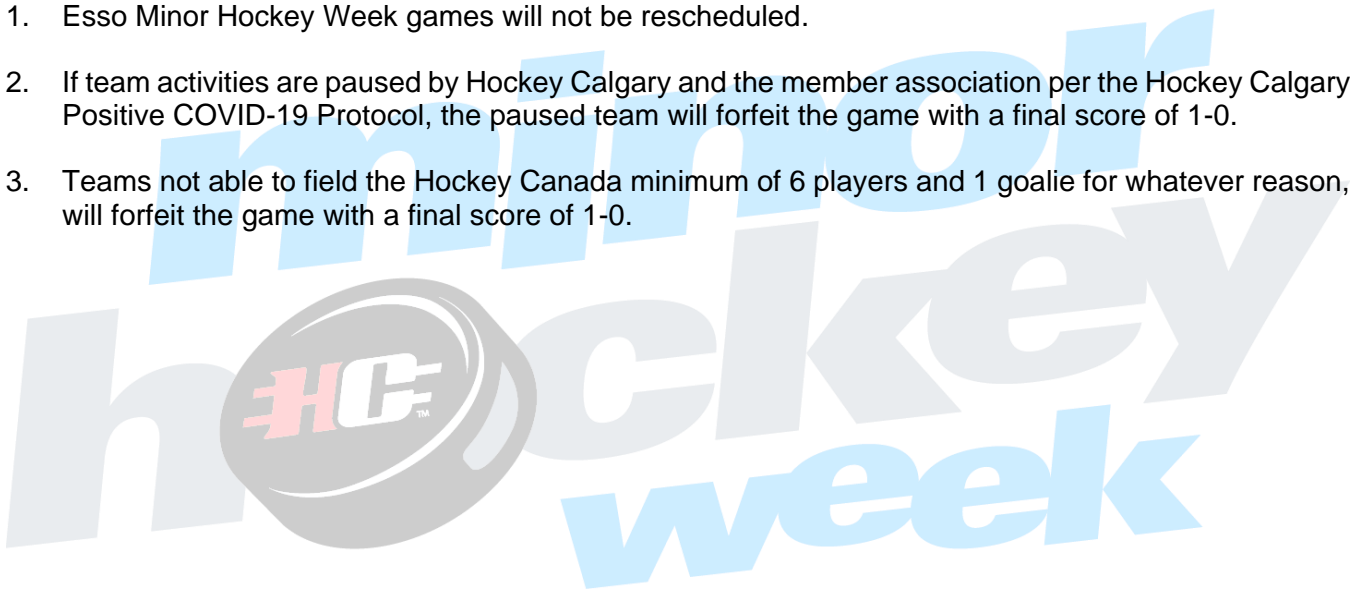 1. Esso Minor Hockey Week games will not be rescheduled.
2. If team activities are paused by Hockey Calgary and the member association per the Hockey Calgary
Positive COVID-19 Protocol, the paused team will forfeit the game with a final score of 1-0.
3. Teams not able to field the Hockey Canada minimum of 6 players and 1 goalie for whatever reason,
will forfeit the game with a final score of 1-0.
minor
hockey
HC
TM
week